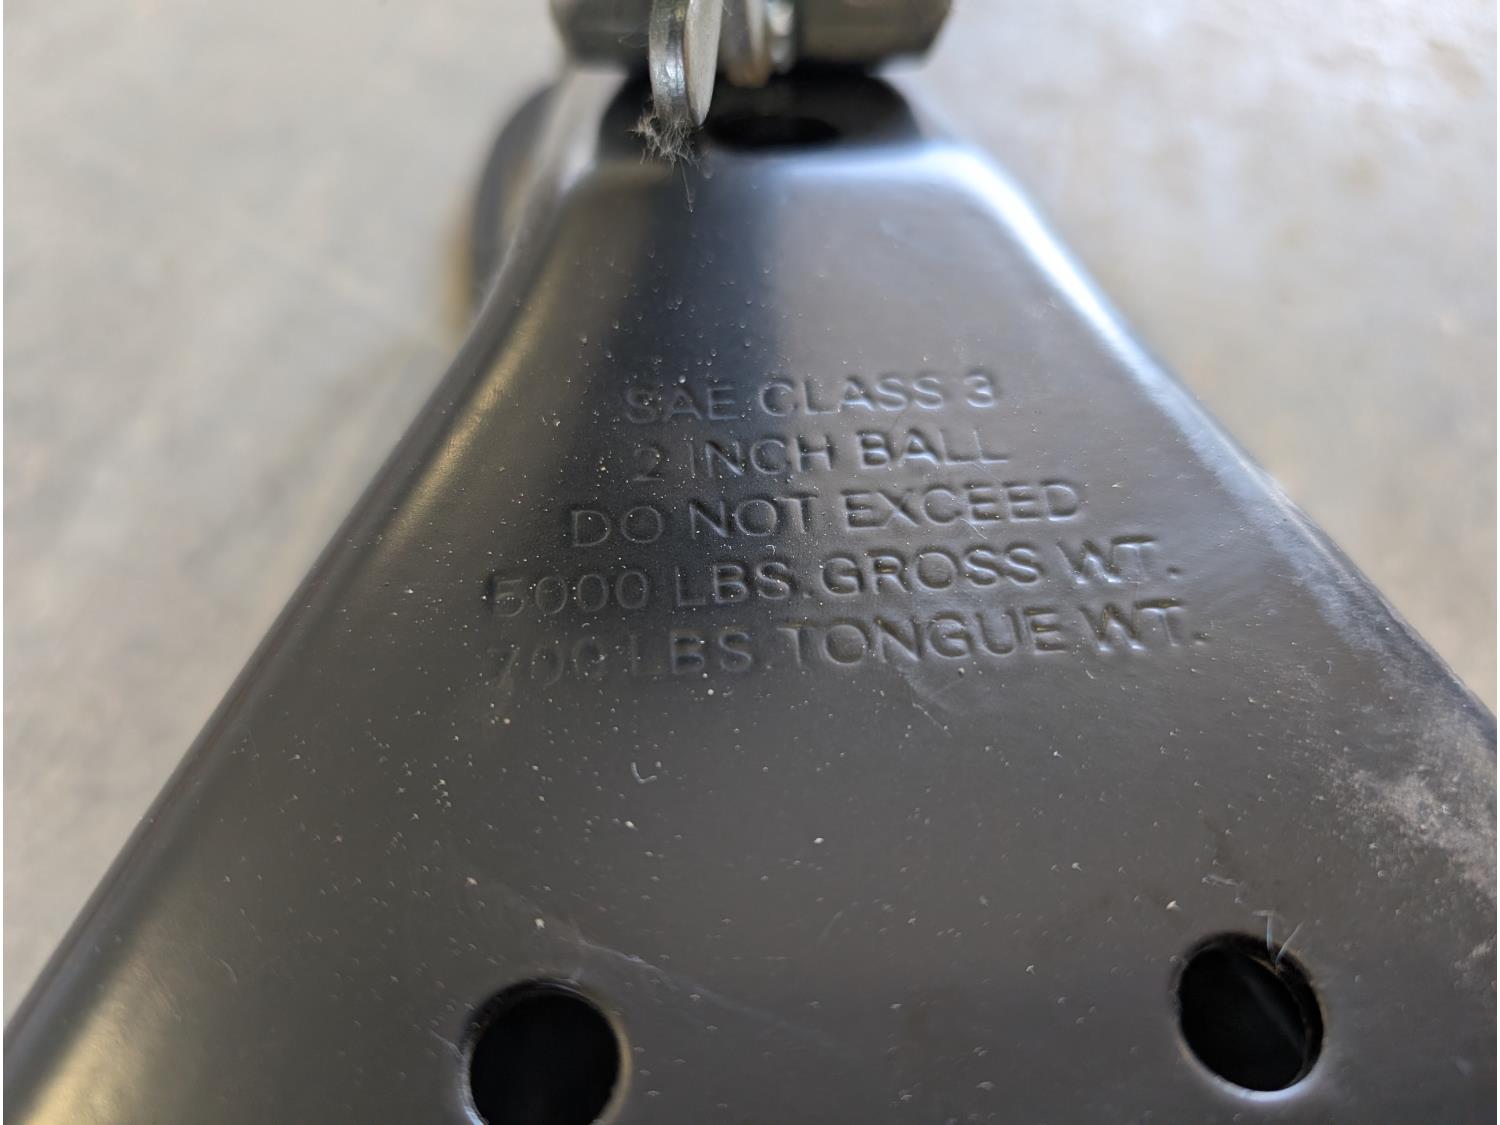 SAE CLASS 3
2 INCH BALL
DO NOT EXCEED
5000 LBS. GROSS WT.
700 LBS. TONGUE WT.